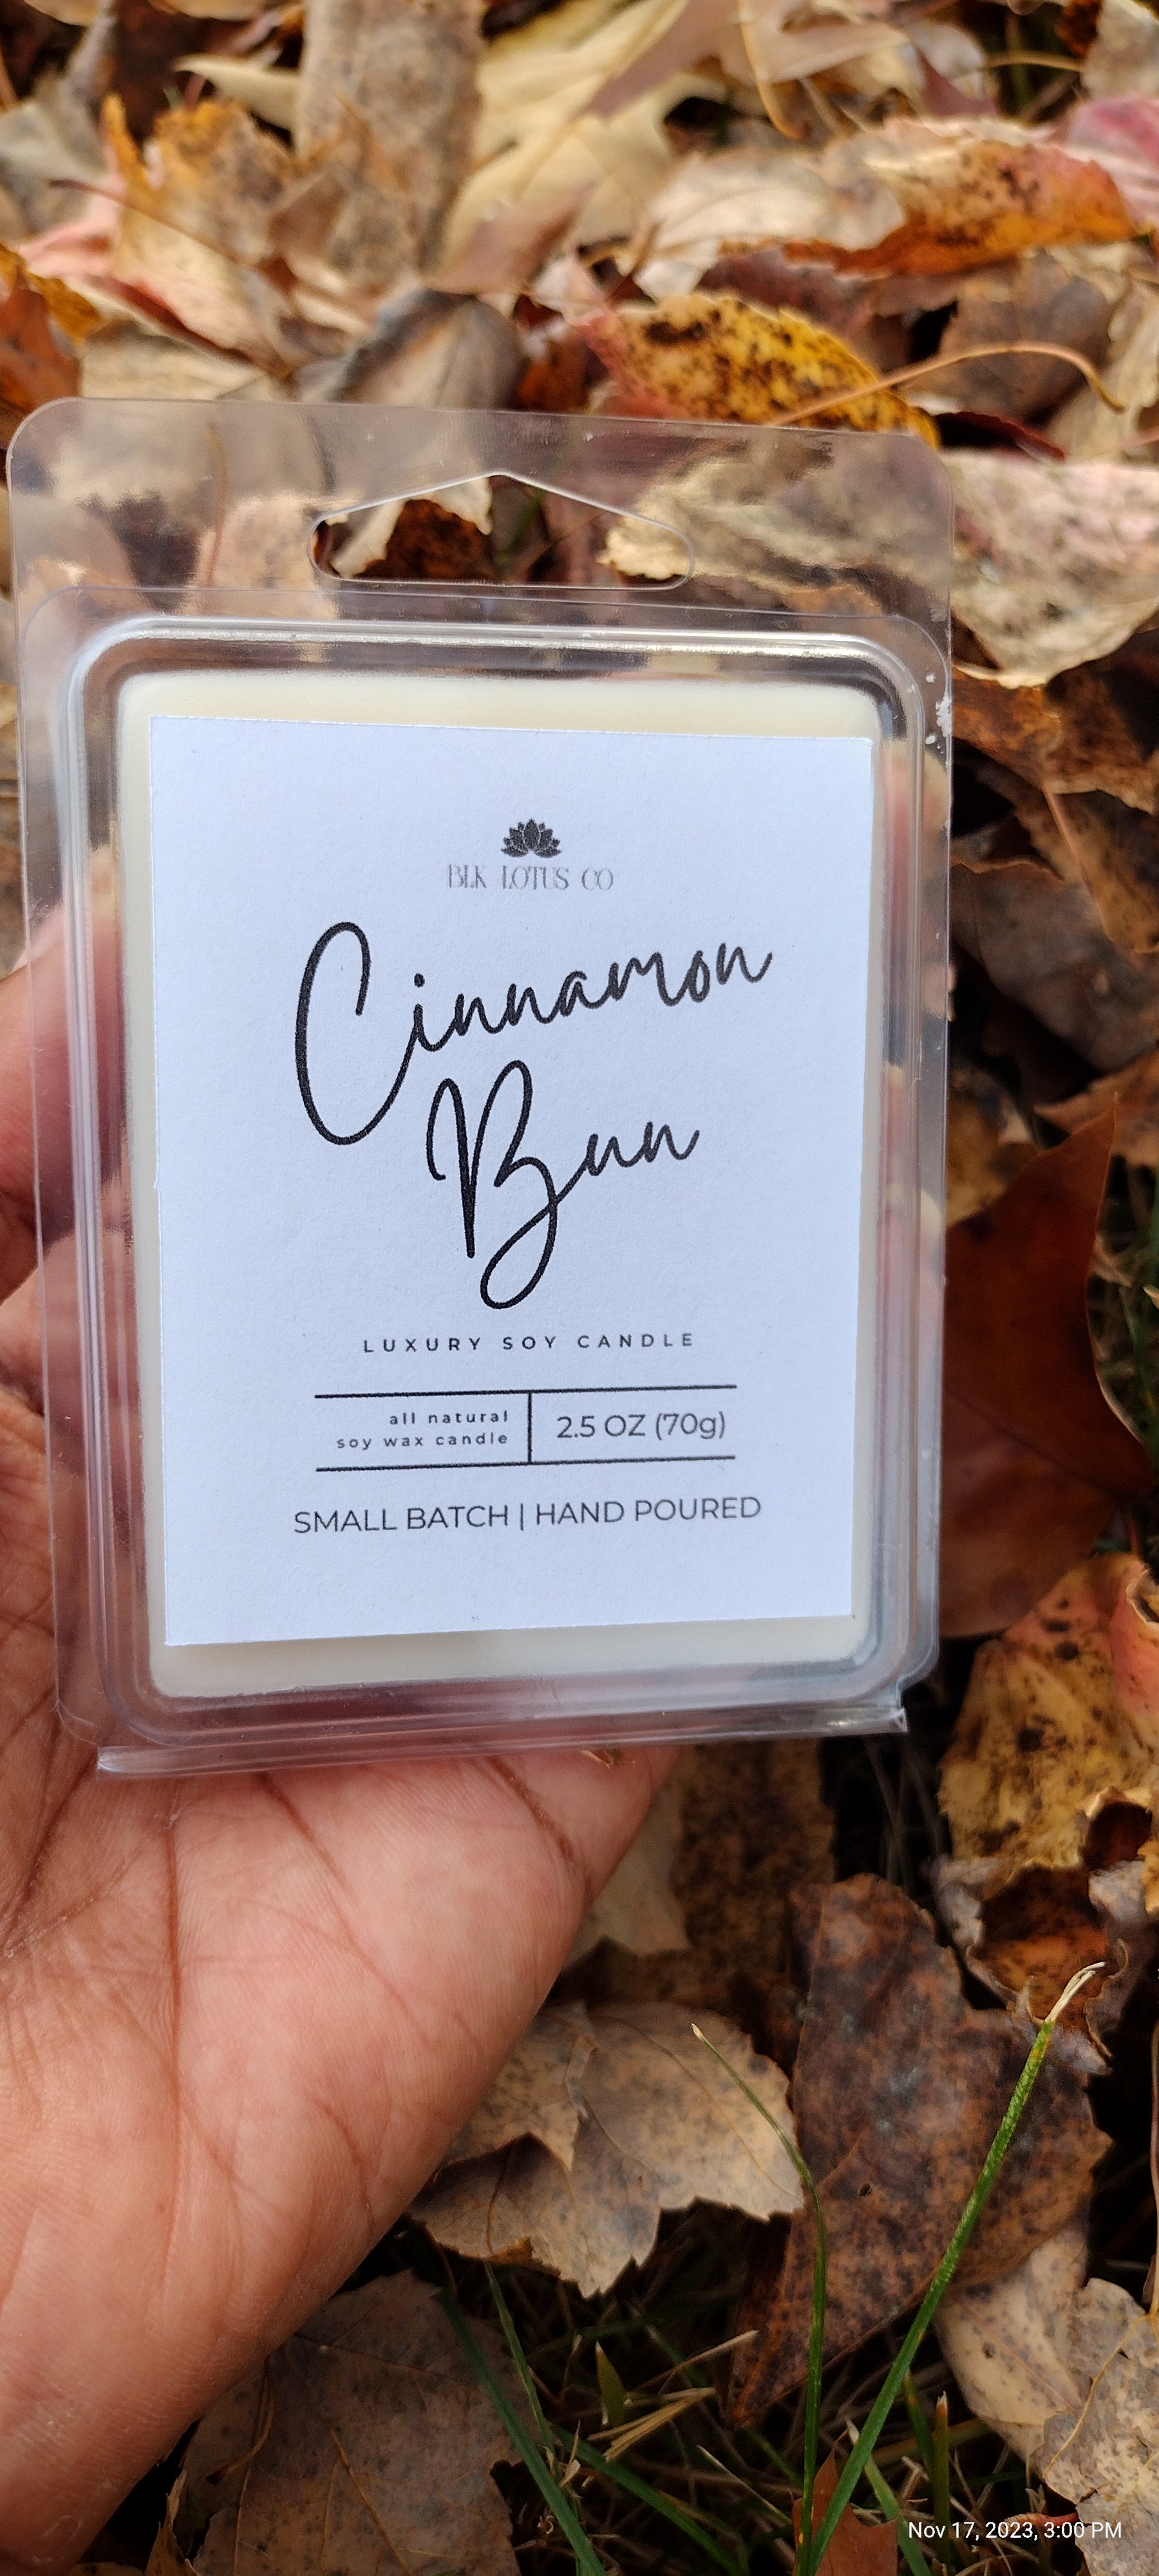 BLK LOTUS CO
Cinnamon
Bun
LUXURY SOY CANDLE
all natural
soy wax candle
2.5 OZ (70g)
SMALL BATCH | HAND POURED
Nov 17, 2023, 3:00 PM